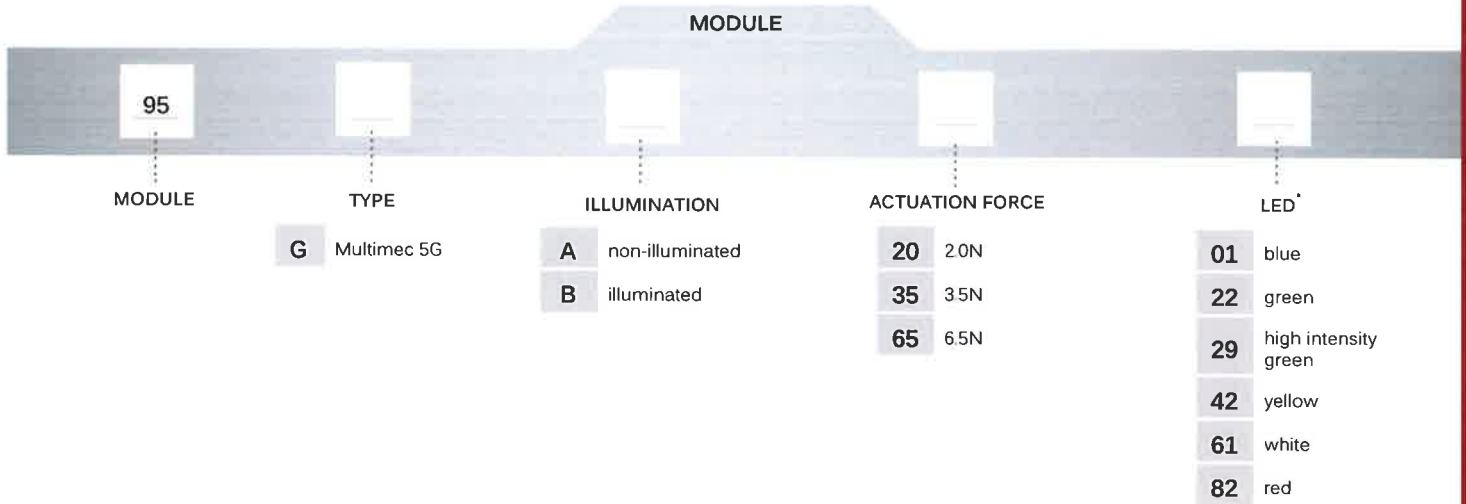 MODULE
95
MODULE
TYPE
G Multimec 5G
ILLUMINATION
A non-illuminated
B illuminated
ACTUATION FORCE
20 2.0N
35 3.5N
65 6.5N
LED*
01 blue
22 green
29 high intensity
green
42 yellow
61 white
82 red